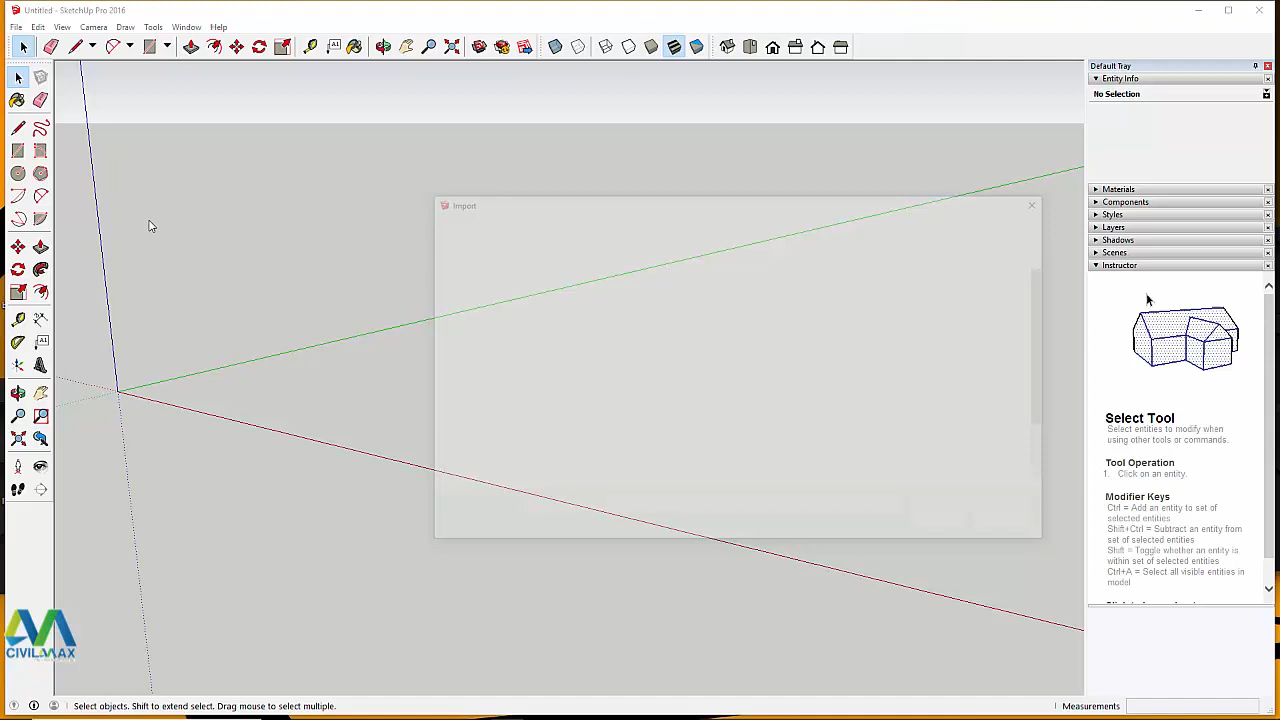 Untitled - SketchUp Pro 2016
File Edit View Camera Draw Tools Window Help
A1
Default Tray
Entity Info
No Selection
Import
Materials
Components
Styles
Layers
Shadows
Scenes
Instructor
A1
Select Tool
Select entities to modify when
using other tools or commands.
Tool Operation
1. Click on an entity.
Modifier Keys
Ctrl = Add an entity to set of
selected entities
Shift+Ctrl = Subtract an entity from
set of selected entities
Shift = Toggle whether an entity is
within set of selected entities
Ctrl+A = Select all visible entities in
model
CIVILMAX
Select objects. Shift to extend select. Drag mouse to select multiple.
Measurements